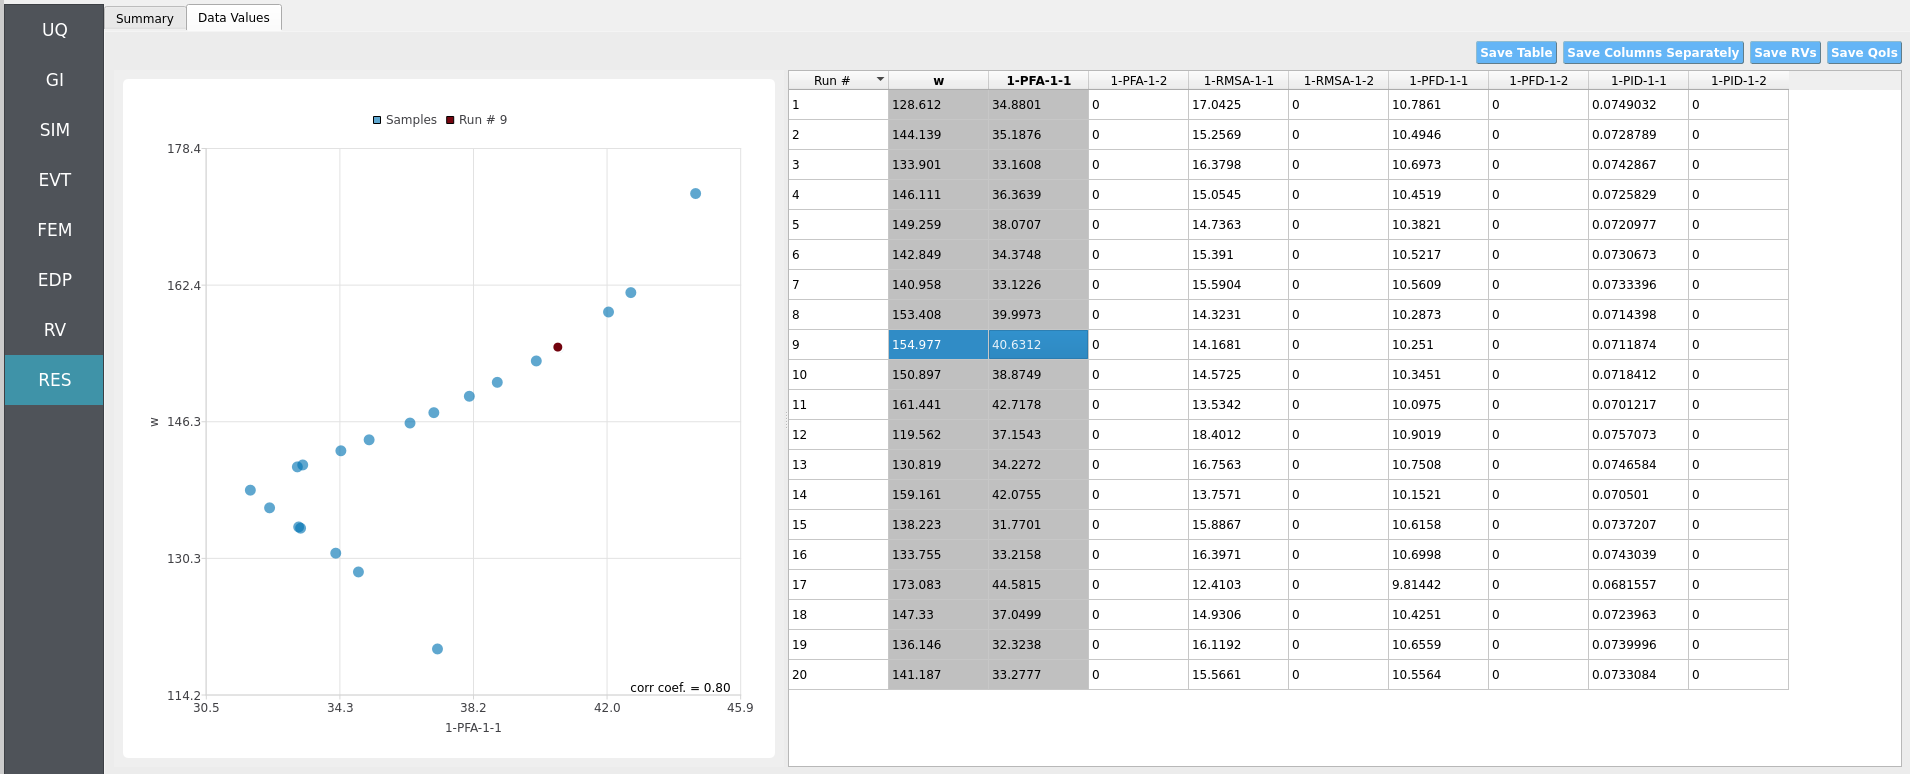 Summary Data Values
UQ
GI
SIM
EVT
FEM
EDP
RV
RES
Save Table Save Columns Separately Save RVs Save QoIs
Samples Run # 9
178.4
162.4
146.3
130.3
114.2
w
corr coef. = 0.80
30.5 34.3 38.2 42.0 45.9
1-PFA-1-1
Run # w 1-PFA-1-1 1-PFA-1-2 1-RMSA-1-1 1-RMSA-1-2 1-PFD-1-1 1-PFD-1-2 1-PID-1-1 1-PID-1-2
1 128.612 34.8801 0 17.0425 0 10.7861 0 0.0749032 0
2 144.139 35.1876 0 15.2569 0 10.4946 0 0.0728789 0
3 133.901 33.1608 0 16.3798 0 10.6973 0 0.0742867 0
4 146.111 36.3639 0 15.0545 0 10.4519 0 0.0725829 0
5 149.259 38.0707 0 14.7363 0 10.3821 0 0.0720977 0
6 142.849 34.3748 0 15.391 0 10.5217 0 0.0730673 0
7 140.958 33.1226 0 15.5904 0 10.5609 0 0.0733396 0
8 153.408 39.9973 0 14.3231 0 10.2873 0 0.0714398 0
9 154.977 40.6312 0 14.1681 0 10.251 0 0.0711874 0
10 150.897 38.8749 0 14.5725 0 10.3451 0 0.0718412 0
11 161.441 42.7178 0 13.5342 0 10.0975 0 0.0701217 0
12 119.562 37.1543 0 18.4012 0 10.9019 0 0.0757073 0
13 130.819 34.2272 0 16.7563 0 10.7508 0 0.0746584 0
14 159.161 42.0755 0 13.7571 0 10.1521 0 0.070501 0
15 138.223 31.7701 0 15.8867 0 10.6158 0 0.0737207 0
16 133.755 33.2158 0 16.3971 0 10.6998 0 0.0743039 0
17 173.083 44.5815 0 12.4103 0 9.81442 0 0.0681557 0
18 147.33 37.0499 0 14.9306 0 10.4251 0 0.0723963 0
19 136.146 32.3238 0 16.1192 0 10.6559 0 0.0739996 0
20 141.187 33.2777 0 15.5661 0 10.5564 0 0.0733084 0